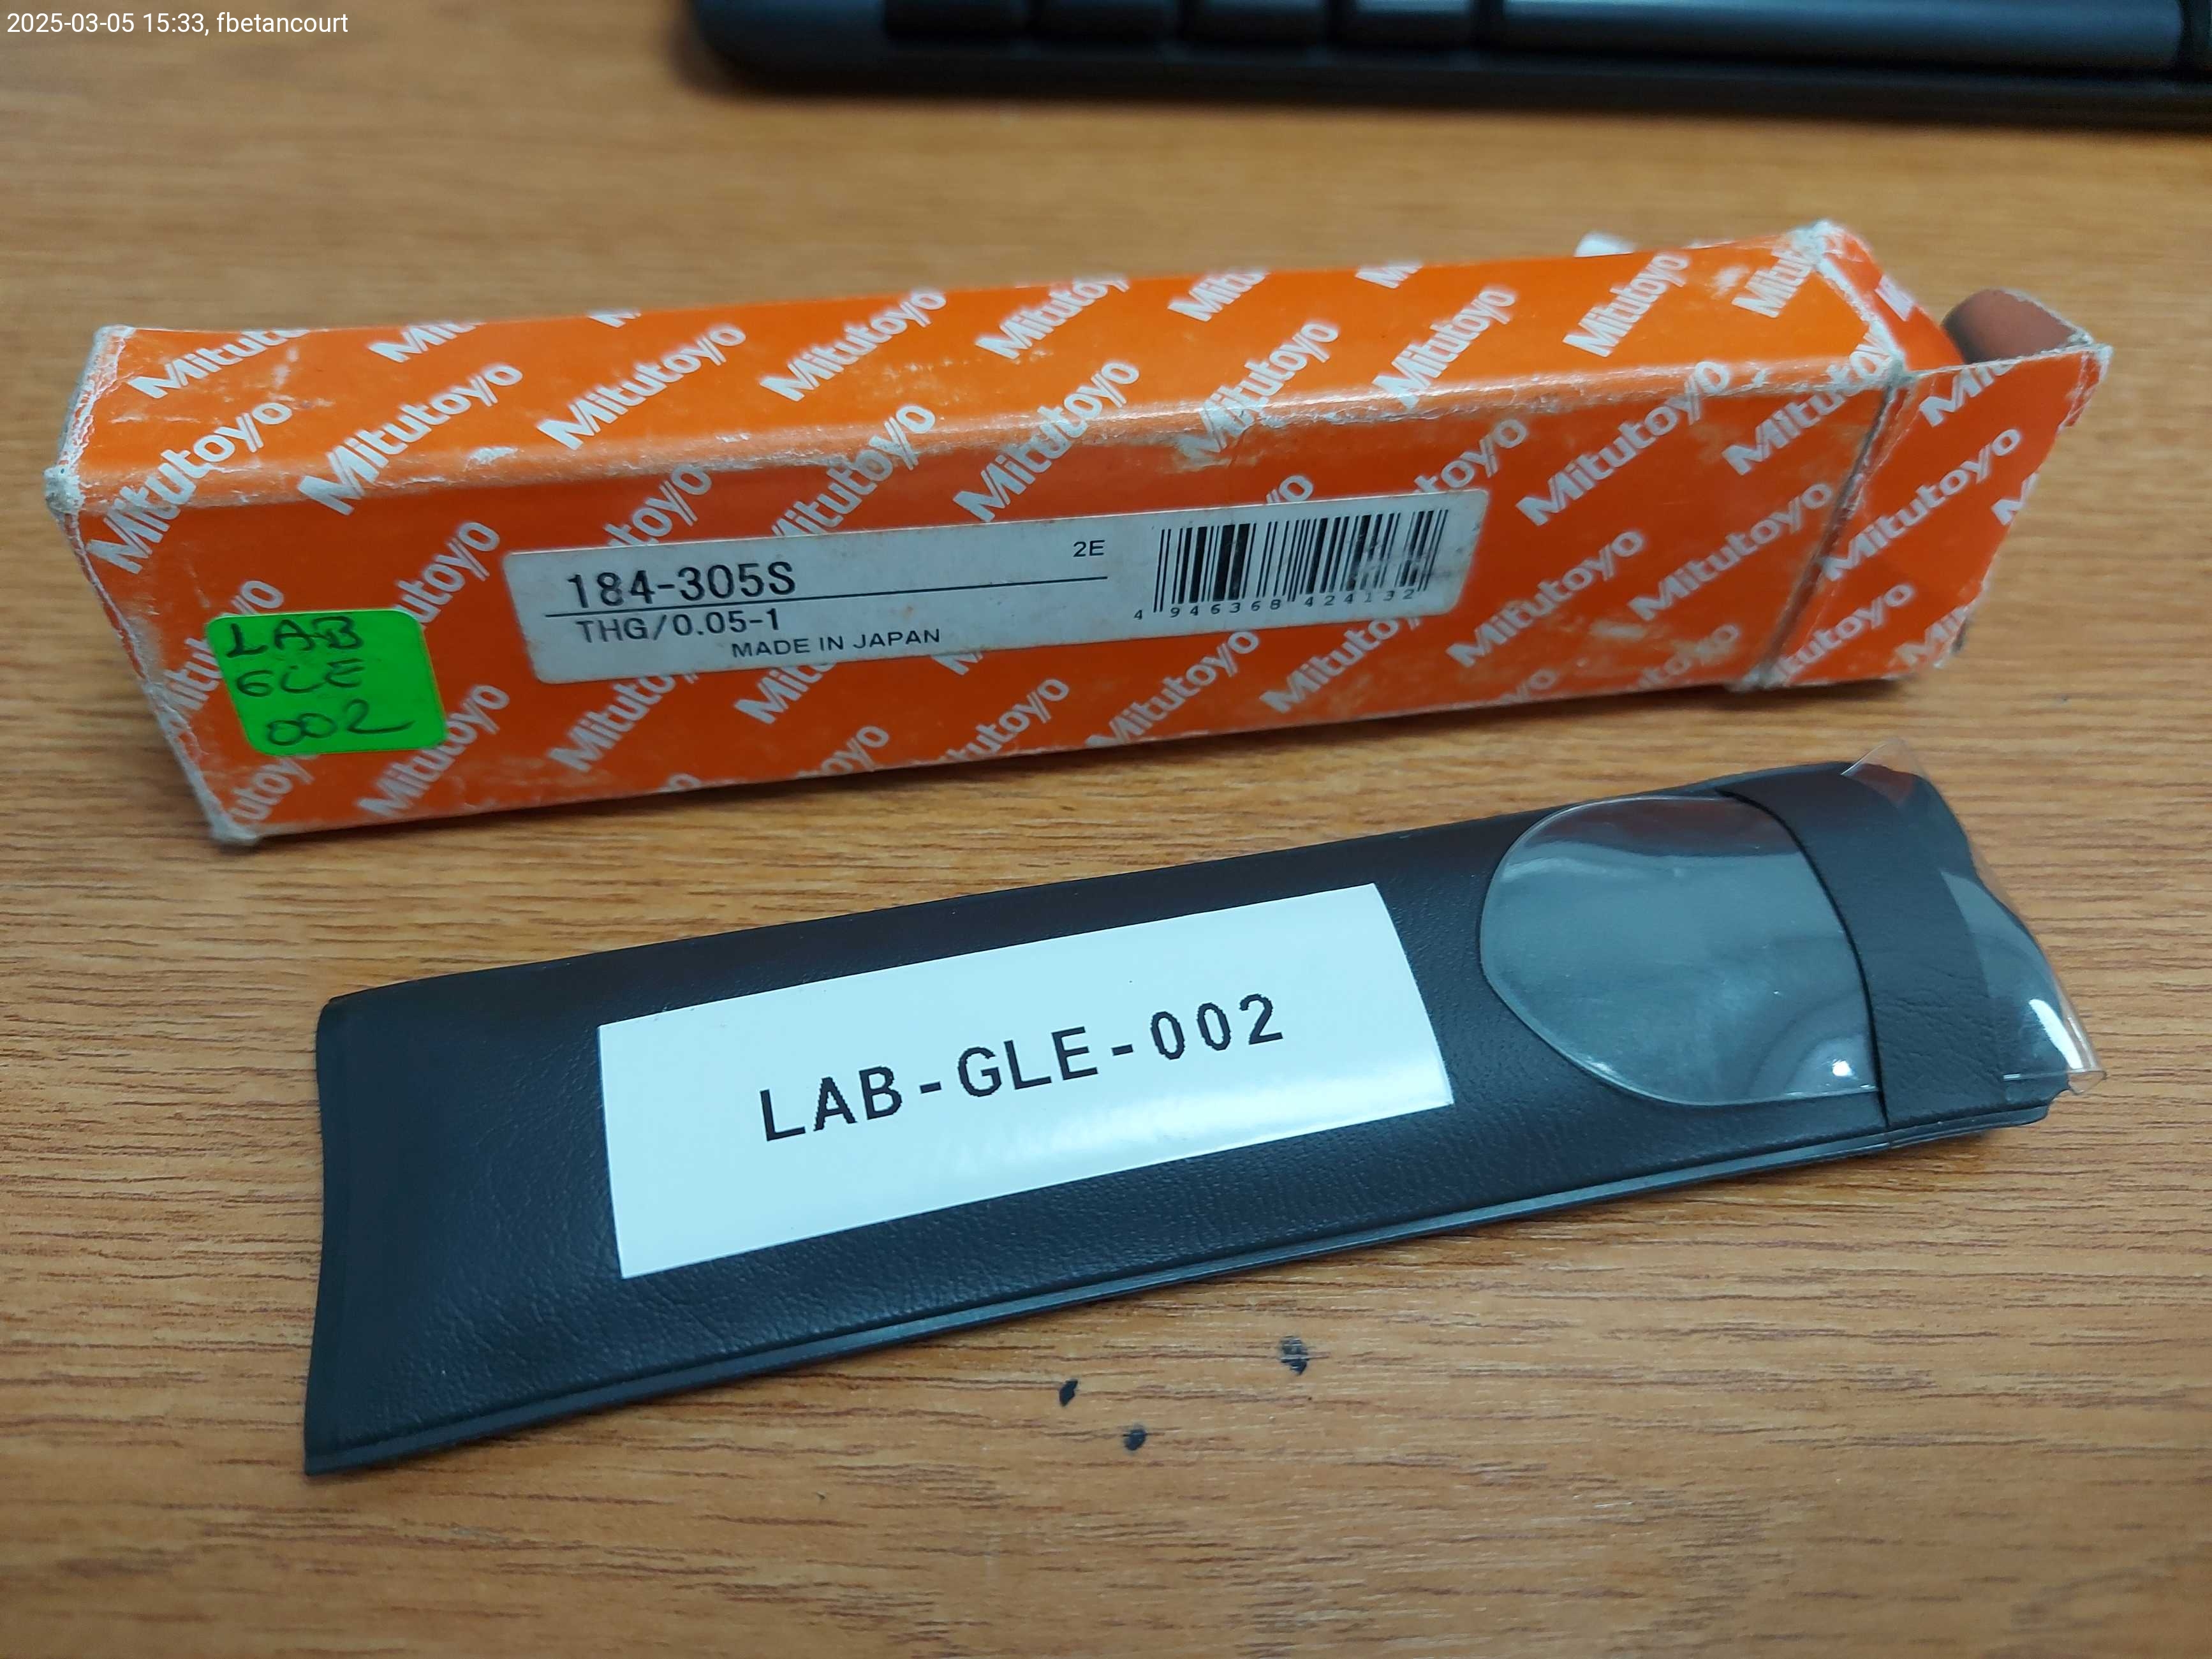 2025-03-05 15:33, fbetancourt
Mitutoyo
184-305S
2E
THG/0.05-1
MADE IN JAPAN
4 946368 424132
LAB
GLE
002
LAB-GLE-002